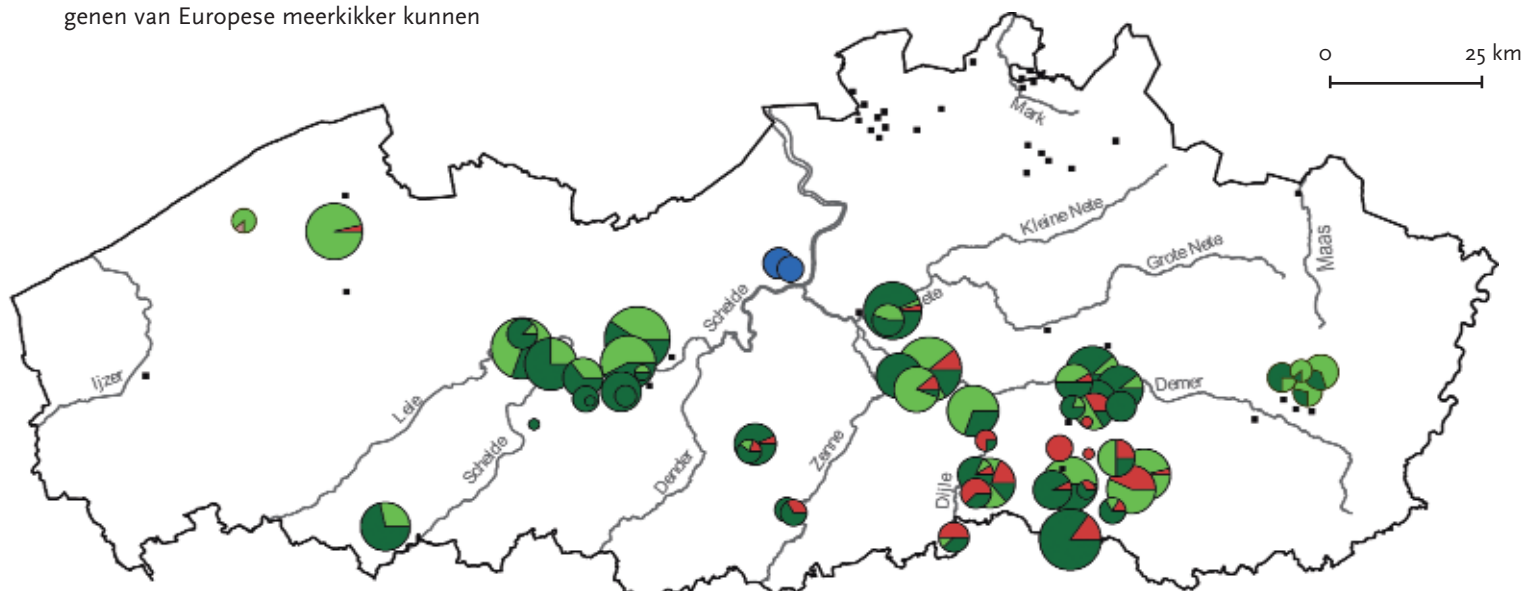 genen van Europese meerkikker kunnen
0 25 km
Mark
Kleine Nete
Grote Nete
Maas
Schelde
ete
Ijzer
Leie
Schelde
Dender
Zenne
Dijle
Demer